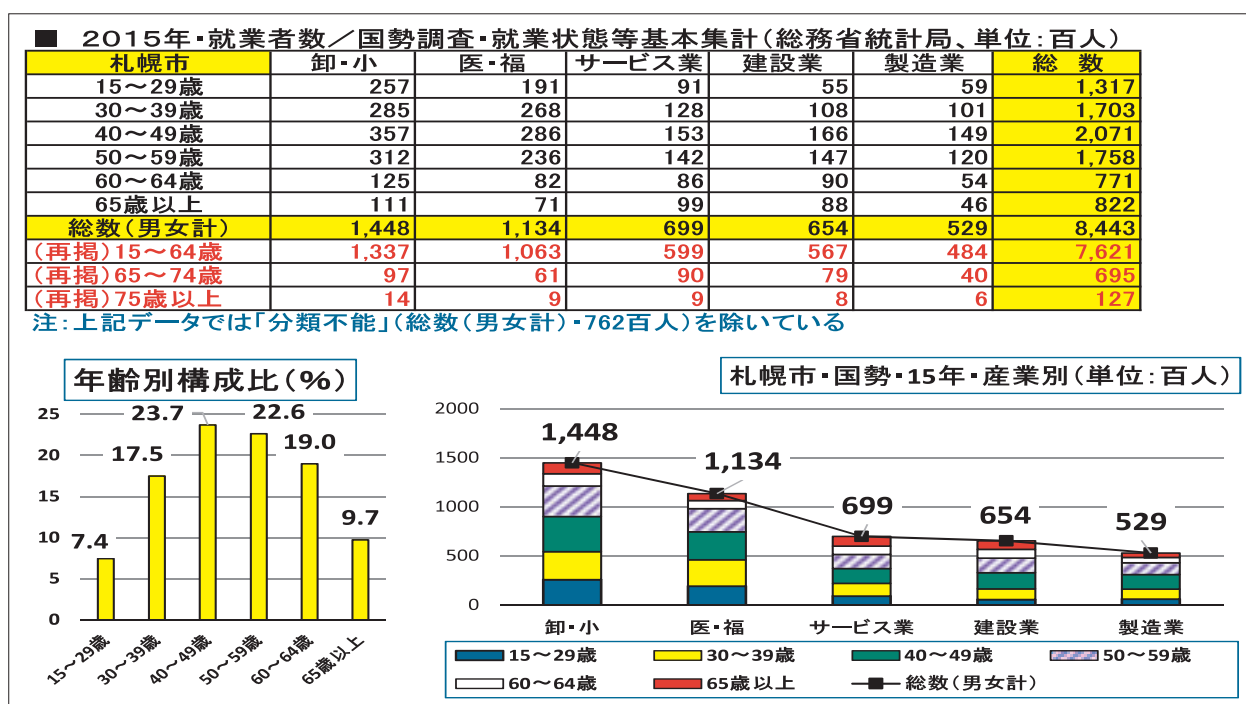 ■ 2015年・就業者数／国勢調査・就業状態等基本集計（総務省統計局、単位：百人）
札幌市 卸・小 医・福 サービス業 建設業 製造業 総 数
15～29歳 257 191 91 55 59 1,317
30～39歳 285 268 128 108 101 1,703
40～49歳 357 286 153 166 149 2,071
50～59歳 312 236 142 147 120 1,758
60～64歳 125 82 86 90 54 771
65歳以上 111 71 99 88 46 822
総数（男女計） 1,448 1,134 699 654 529 8,443
（再掲）15～64歳 1,337 1,063 599 567 484 7,621
（再掲）65～74歳 97 61 90 79 40 695
（再掲）75歳以上 14 9 9 8 6 127
注：上記データでは「分類不能」（総数（男女計）・762百人）を除いている
年齢別構成比（%）
25
20
15
10
5
0
7.4
17.5
23.7
22.6
19.0
9.7
15～29歳
30～39歳
40～49歳
50～59歳
60～64歳
65歳以上
札幌市・国勢・15年・産業別（単位：百人）
2000
1500
1000
500
0
1,448
1,134
699
654
529
卸・小 医・福 サービス業 建設業 製造業
15～29歳 30～39歳 40～49歳 50～59歳
60～64歳 65歳以上 総数（男女計）